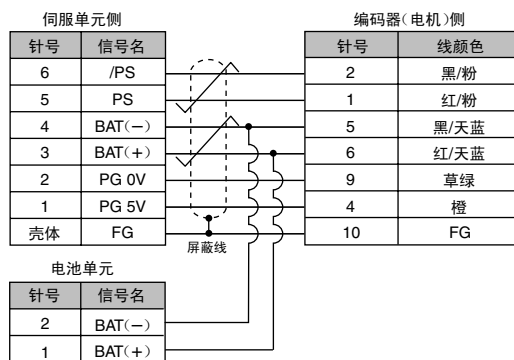 伺服单元侧
针号 信号名
6 /PS
5 PS
4 BAT(−)
3 BAT(+)
2 PG 0V
1 PG 5V
壳体 FG
屏蔽线
编码器(电机)侧
针号 线颜色
2 黑/粉
1 红/粉
5 黑/天蓝
6 红/天蓝
9 草绿
4 橙
10 FG
电池单元
针号 信号名
2 BAT(−)
1 BAT(+)